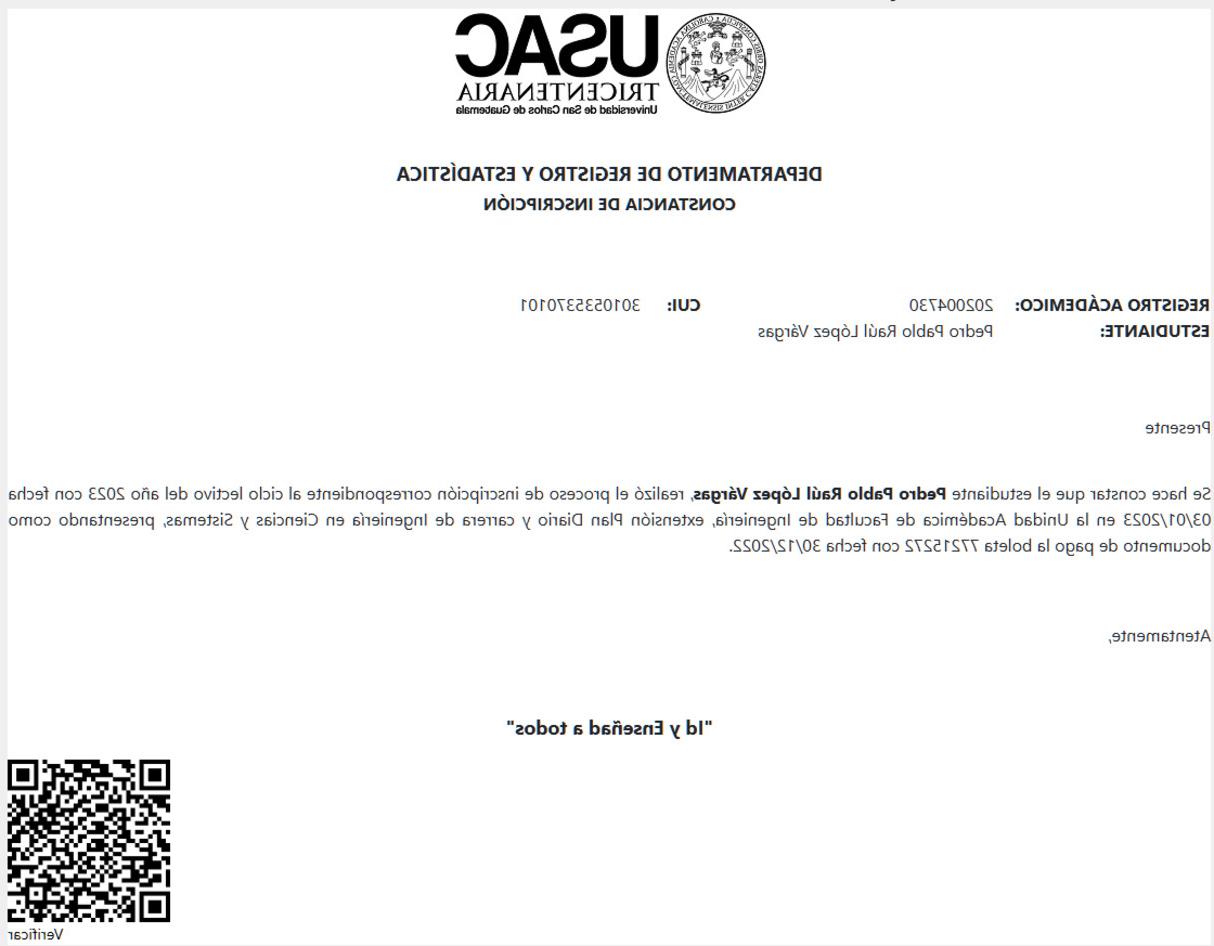 USAC
TRICENTENARIA
Universidad de San Carlos de Guatemala
DEPARTAMENTO DE REGISTRO Y ESTADÍSTICA
CONSTANCIA DE INSCRIPCIÓN
REGISTRO ACÁDEMICO: 202004730 CUI: 3010535370101
ESTUDIANTE: Pedro Pablo Raúl López Várgas
Presente
Se hace constar que el estudiante Pedro Pablo Raúl López Várgas, realizó el proceso de inscripción correspondiente al ciclo lectivo del año 2023 con fecha
03/01/2023 en la Unidad Académica de Facultad de Ingeniería, extensión Plan Diario y carrera de Ingeniería en Ciencias y Sistemas, presentando como
documento de pago la boleta 77215272 con fecha 30/12/2022.
Atentamente,
"Id y Enseñad a todos"
Verificar